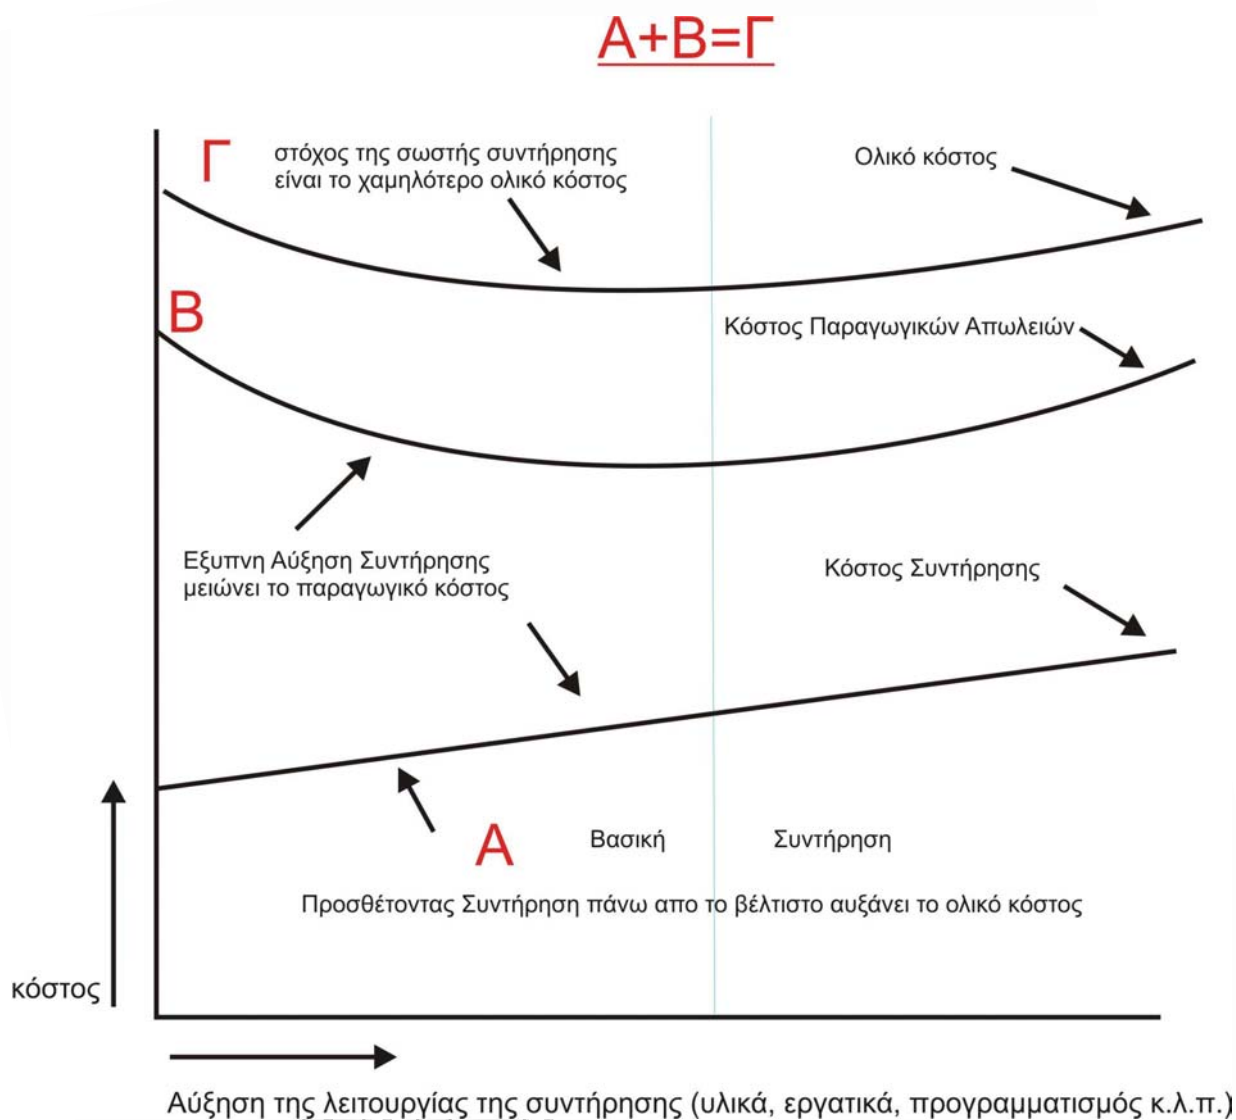 Α+Β=Γ
Γ
στόχος της σωστής συντήρησης
είναι το χαμηλότερο ολικό κόστος
Ολικό κόστος
Β
Κόστος Παραγωγικών Απωλειών
Εξυπνη Αύξηση Συντήρησης
μειώνει το παραγωγικό κόστος
Κόστος Συντήρησης
Α
Βασική Συντήρηση
Προσθέτοντας Συντήρηση πάνω απο το βέλτιστο αυξάνει το ολικό κόστος
κόστος
Αύξηση της λειτουργίας της συντήρησης (υλικά, εργατικά, προγραμματισμός κ.λ.π.)